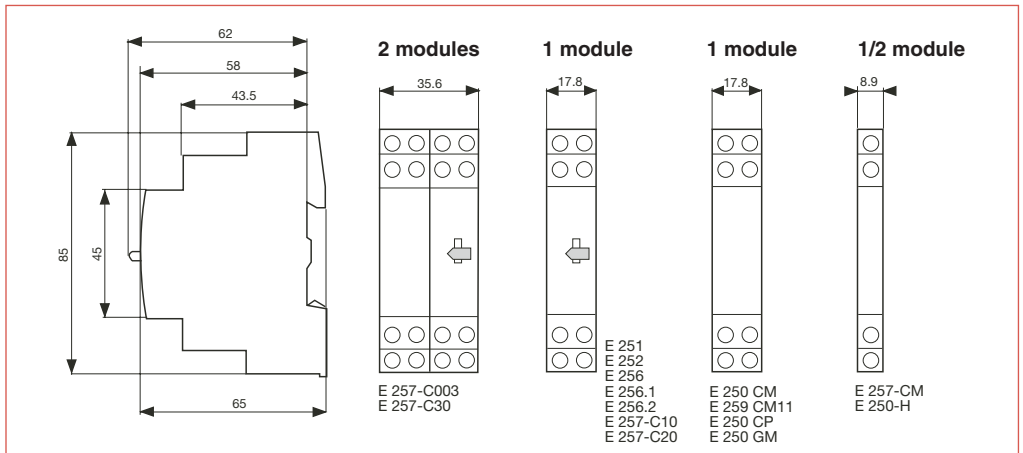 62
58
43.5
85
45
65
2 modules
35.6
E 257-C003
E 257-C30
1 module
17.8
E 251
E 252
E 256
E 256.1
E 256.2
E 257-C10
E 257-C20
1 module
17.8
E 250 CM
E 259 CM11
E 250 CP
E 250 GM
1/2 module
8.9
E 257-CM
E 250-H